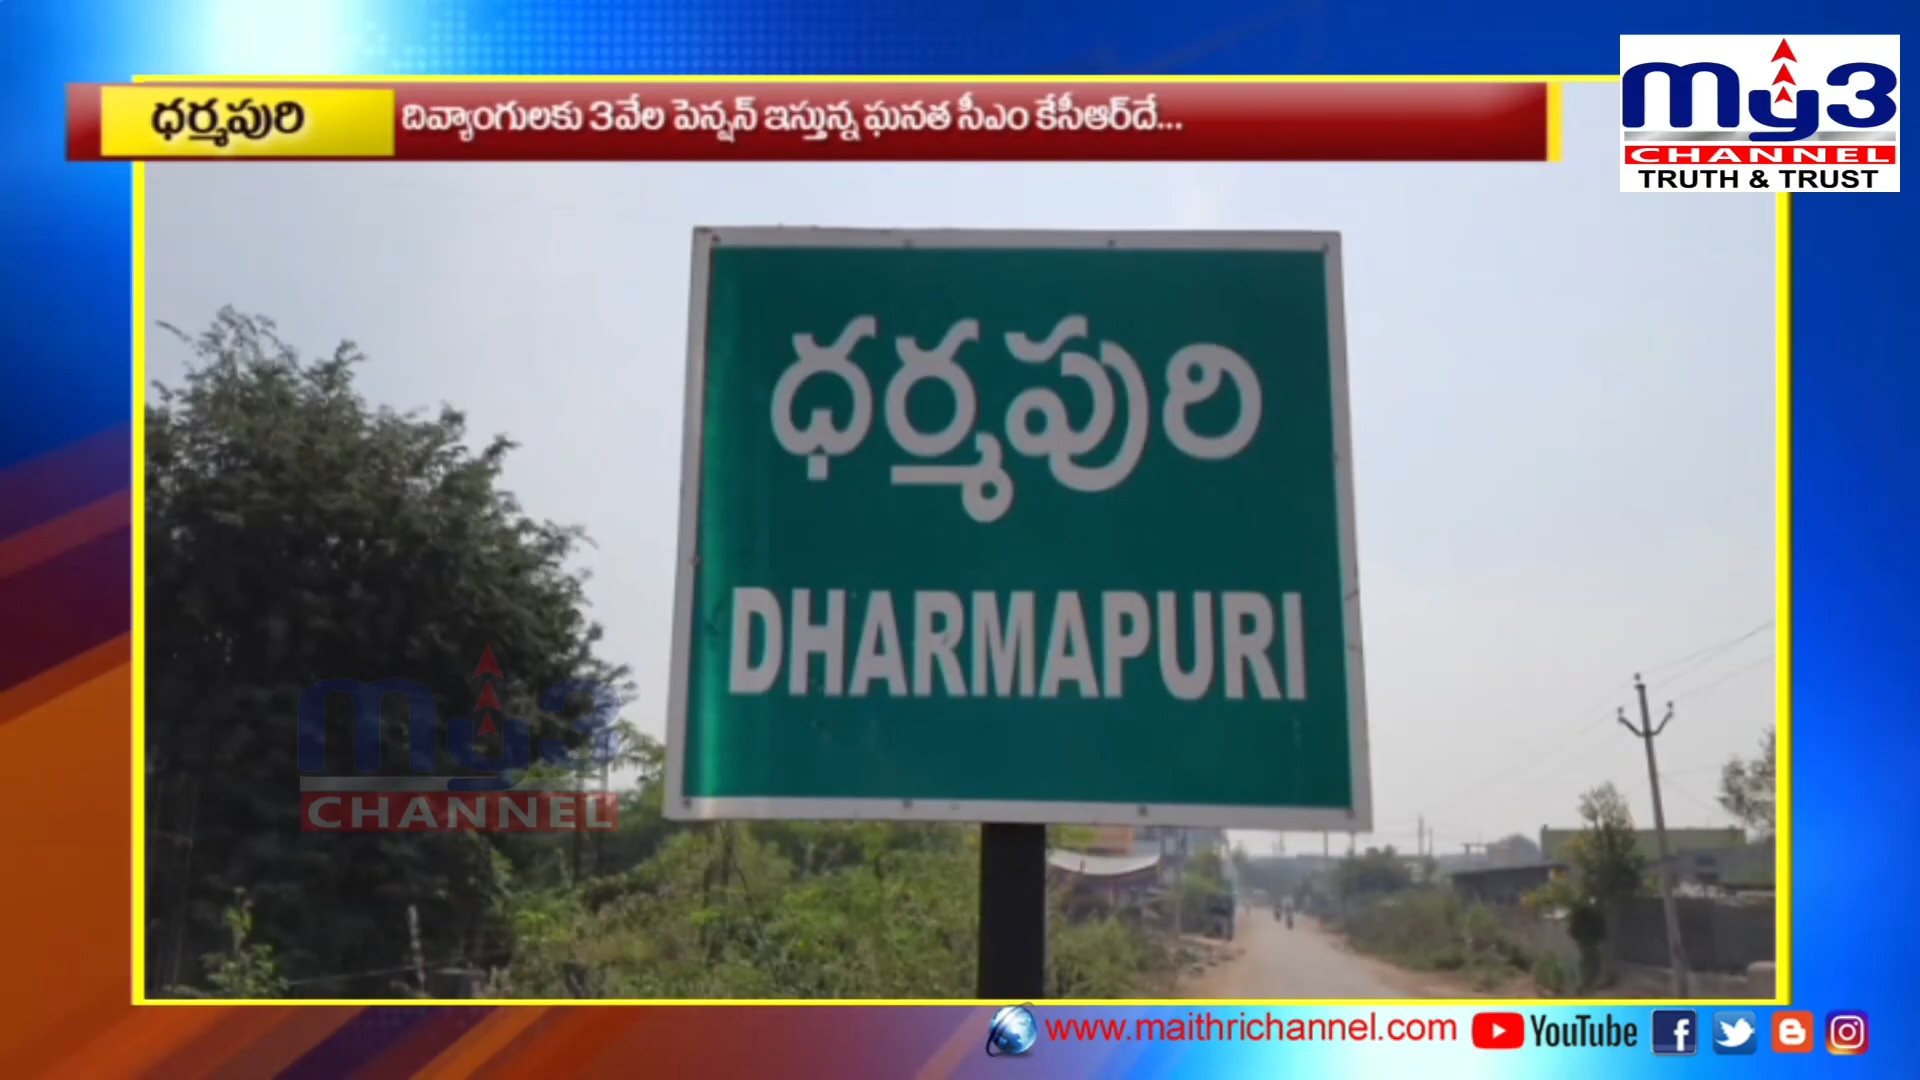 my3
CHANNEL
TRUTH & TRUST
ధర్మపురి
దివ్యాంగులకు 3వేల పెన్షన్ ఇస్తున్న ఘనత సీఎం కేసీఆర్‌దే...
ధర్మపురి
DHARMAPURI
my3
CHANNEL
www.maithrichannel.com
YouTube